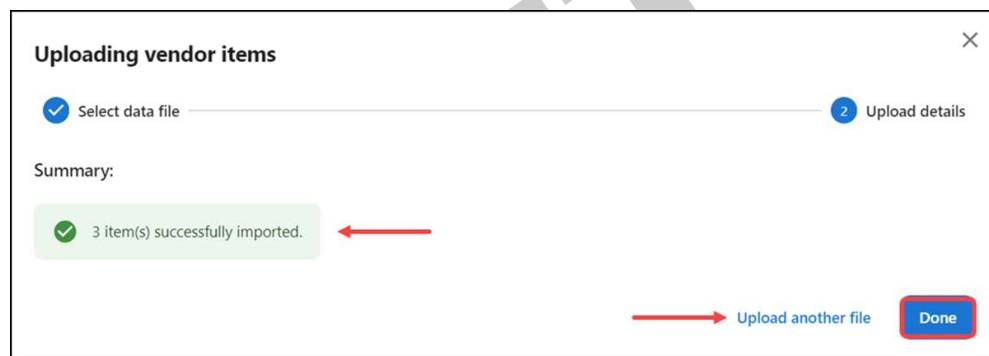 Uploading vendor items
Select data file
2 Upload details
Summary:
3 item(s) successfully imported.
Upload another file
Done